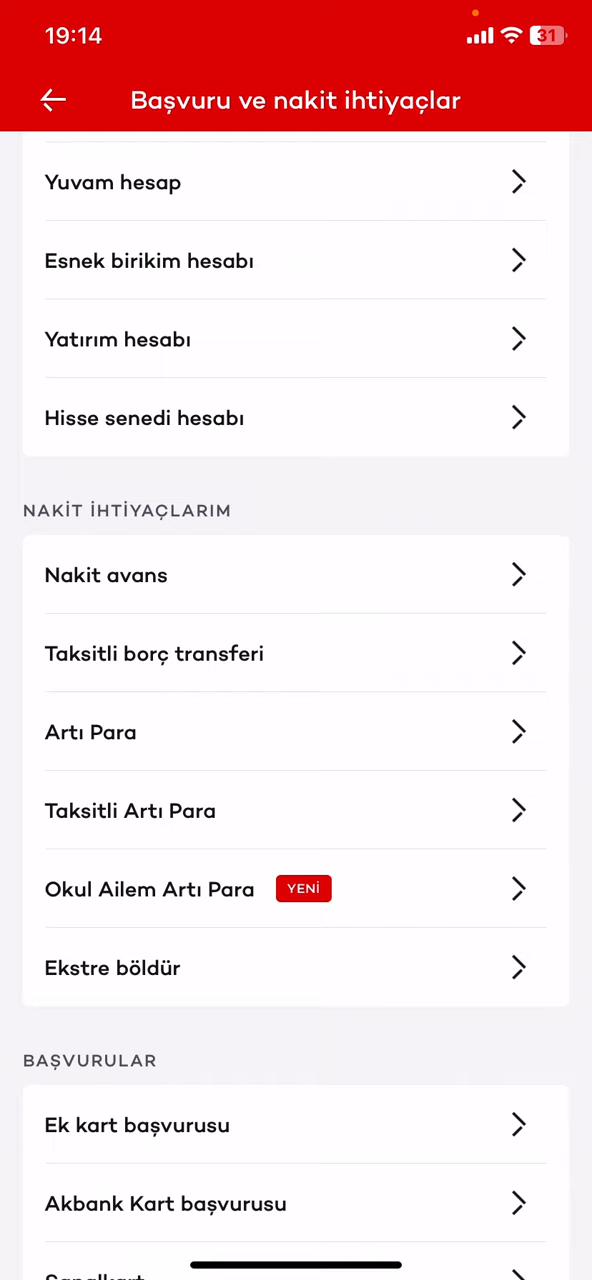 19:14
31
Başvuru ve nakit ihtiyaçlar
Yuvam hesap
Esnek birikim hesabı
Yatırım hesabı
Hisse senedi hesabı
NAKİT İHTİYAÇLARIM
Nakit avans
Taksitli borç transferi
Artı Para
Taksitli Artı Para
Okul Ailem Artı Para YENİ
Ekstre böldür
BAŞVURULAR
Ek kart başvurusu
Akbank Kart başvurusu